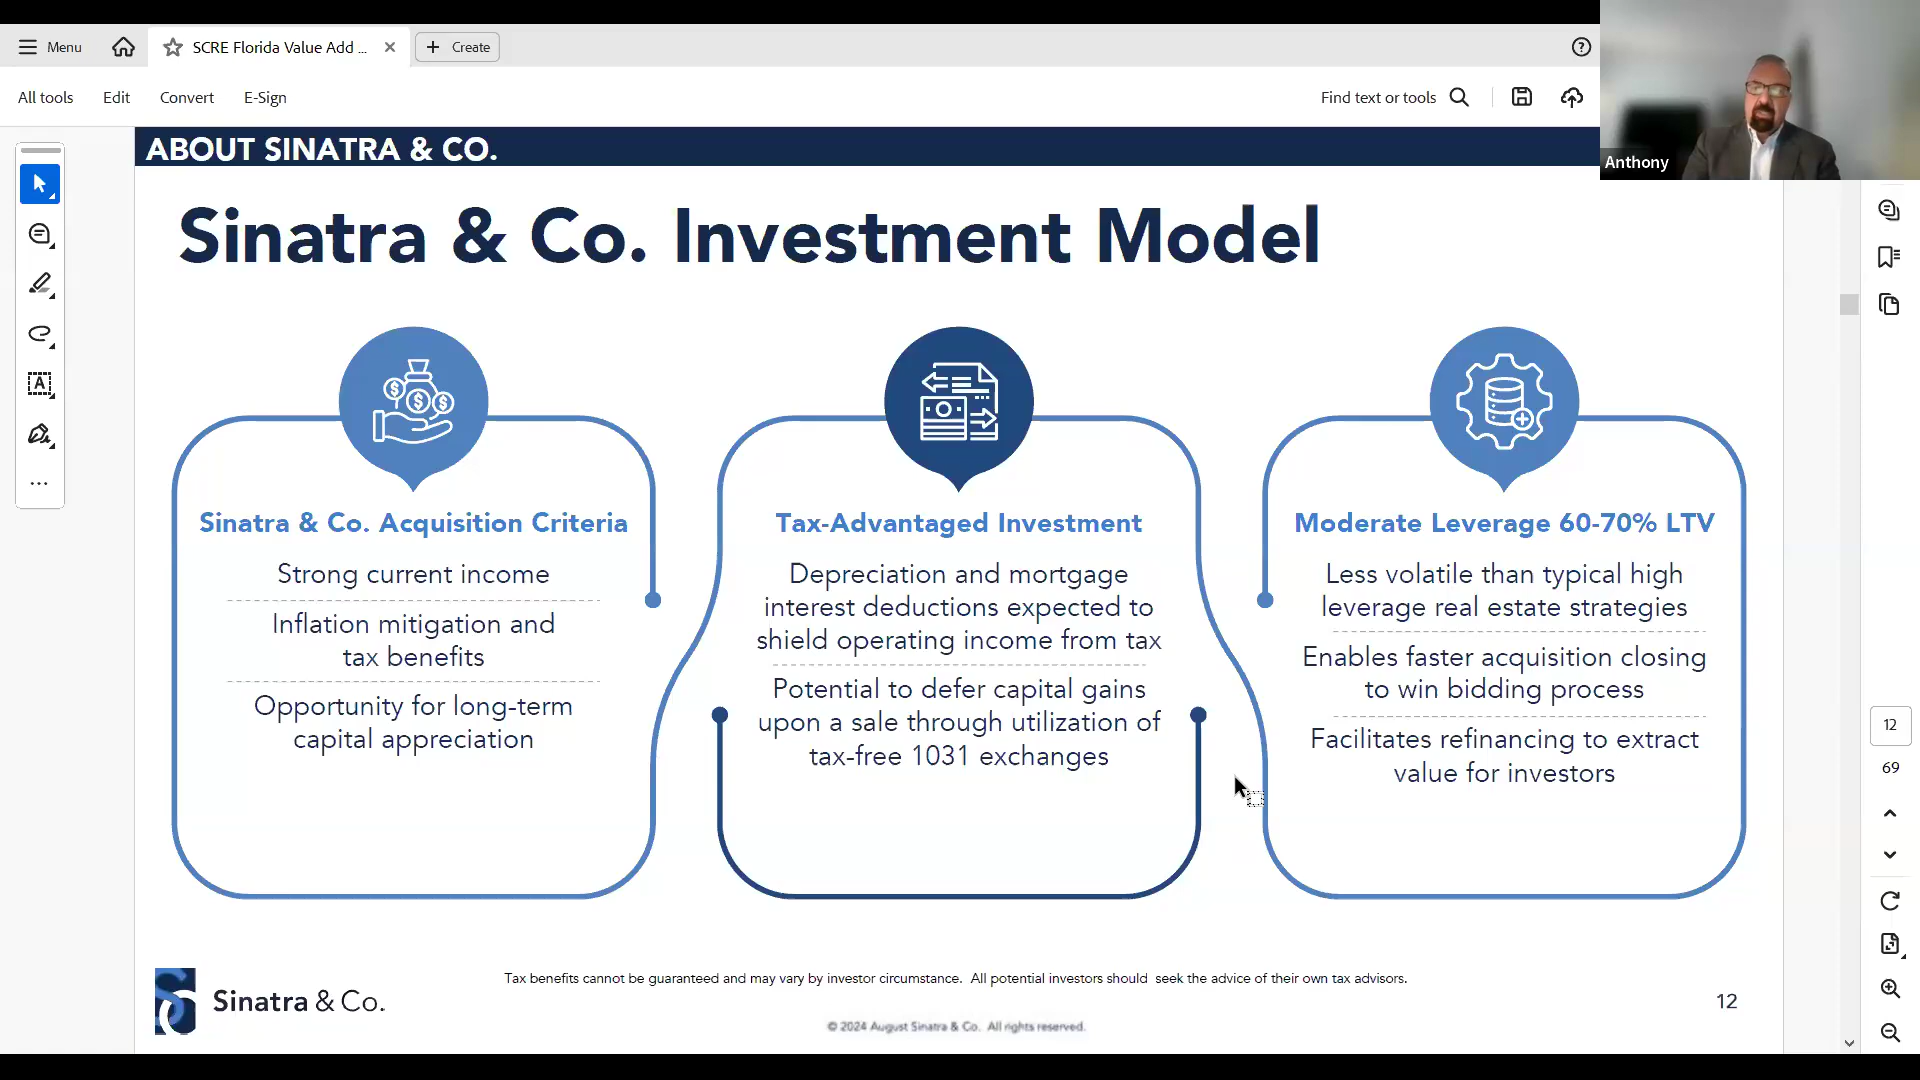 Menu
SCRE Florida Value Add ...
Create
All tools
Edit
Convert
E-Sign
Find text or tools
Anthony
ABOUT SINATRA & CO.
Sinatra & Co. Investment Model
Sinatra & Co. Acquisition Criteria
Strong current income
Inflation mitigation and
tax benefits
Opportunity for long-term
capital appreciation
Tax-Advantaged Investment
Depreciation and mortgage
interest deductions expected to
shield operating income from tax
Potential to defer capital gains
upon a sale through utilization of
tax-free 1031 exchanges
Moderate Leverage 60-70% LTV
Less volatile than typical high
leverage real estate strategies
Enables faster acquisition closing
to win bidding process
Facilitates refinancing to extract
value for investors
12
69
Sinatra & Co.
Tax benefits cannot be guaranteed and may vary by investor circumstance. All potential investors should seek the advice of their own tax advisors.
© 2024 August Sinatra & Co. All rights reserved.
12